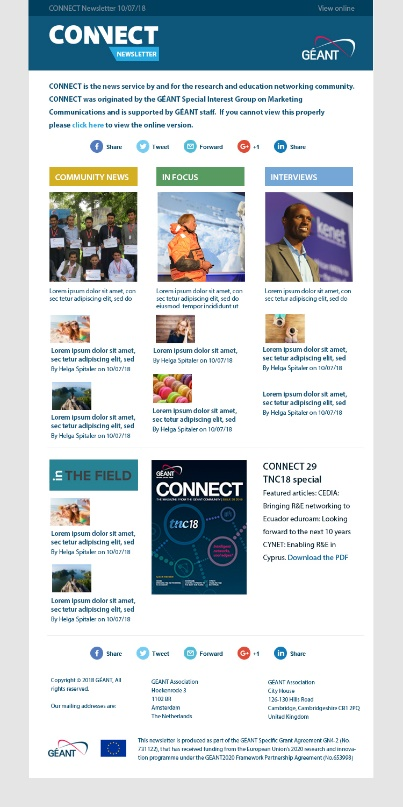 CONNECT Newsletter 10/07/18
View online
CONNECT
NEWSLETTER
GÉANT
CONNECT is the news service by and for the research and education networking community.
CONNECT was originated by the GÉANT Special Interest Group on Marketing
Communications and is supported by GÉANT staff. If you cannot view this properly
please click here to view the online version.
Share
Tweet
Forward
G+ +1
in Share
COMMUNITY NEWS
IN FOCUS
INTERVIEWS
kenet
Lorem ipsum dolor sit amet, con
sec tetur adipiscing elit, sed do
Lorem ipsum dolor sit amet, con
sec tetur adipiscing elit, sed do
eiusmod tempor incididunt ut
Lorem ipsum dolor sit amet, con
sec tetur adipiscing elit, sed do
Lorem ipsum dolor sit amet,
sec tetur adipiscing elit, sed
By Helga Spitaler on 10/07/18
Lorem ipsum dolor sit amet,
By Helga Spitaler on 10/07/18
Lorem ipsum dolor sit amet,
sec tetur adipiscing elit, sed
By Helga Spitaler on 10/07/18
Lorem ipsum dolor sit amet,
sec tetur adipiscing elit, sed
By Helga Spitaler on 10/07/18
Lorem ipsum dolor sit amet,
sec tetur adipiscing elit, sed
By Helga Spitaler on 10/07/18
Lorem ipsum dolor sit amet,
sec tetur adipiscing elit, sed
By Helga Spitaler on 10/07/18
in THE FIELD
Lorem ipsum dolor sit amet,
sec tetur adipiscing elit, sed
By Helga Spitaler on 10/07/18
Lorem ipsum dolor sit amet,
sec tetur adipiscing elit, sed
By Helga Spitaler on 10/07/18
GÉANT
CONNECT
tnc18
CONNECT 29
TNC18 special
Featured articles: CEDIA:
Bringing R&E networking to
Ecuador eduroam: Looking
forward to the next 10 years
CYNET: Enabling R&E in
Cyprus. Download the PDF
Share
Tweet
Forward
G+ +1
in Share
Copyright © 2018 GÉANT, All
rights reserved.
Our mailing addresses are:
GÉANT Association
Hoekenrode 3
1102 BR
Amsterdam
The Netherlands
GÉANT Association
City House
126-130 Hills Road
Cambridge, Cambridgeshire CB1 2PQ
United Kingdom
GÉANT
This newsletter is produced as part of the GÉANT Specific Grant Agreement GN4-2 (No.
731122), that has received funding from the European Union's 2020 research and innova-
tion programme under the GEANT2020 Framework Partnership Agreement (No.653998)